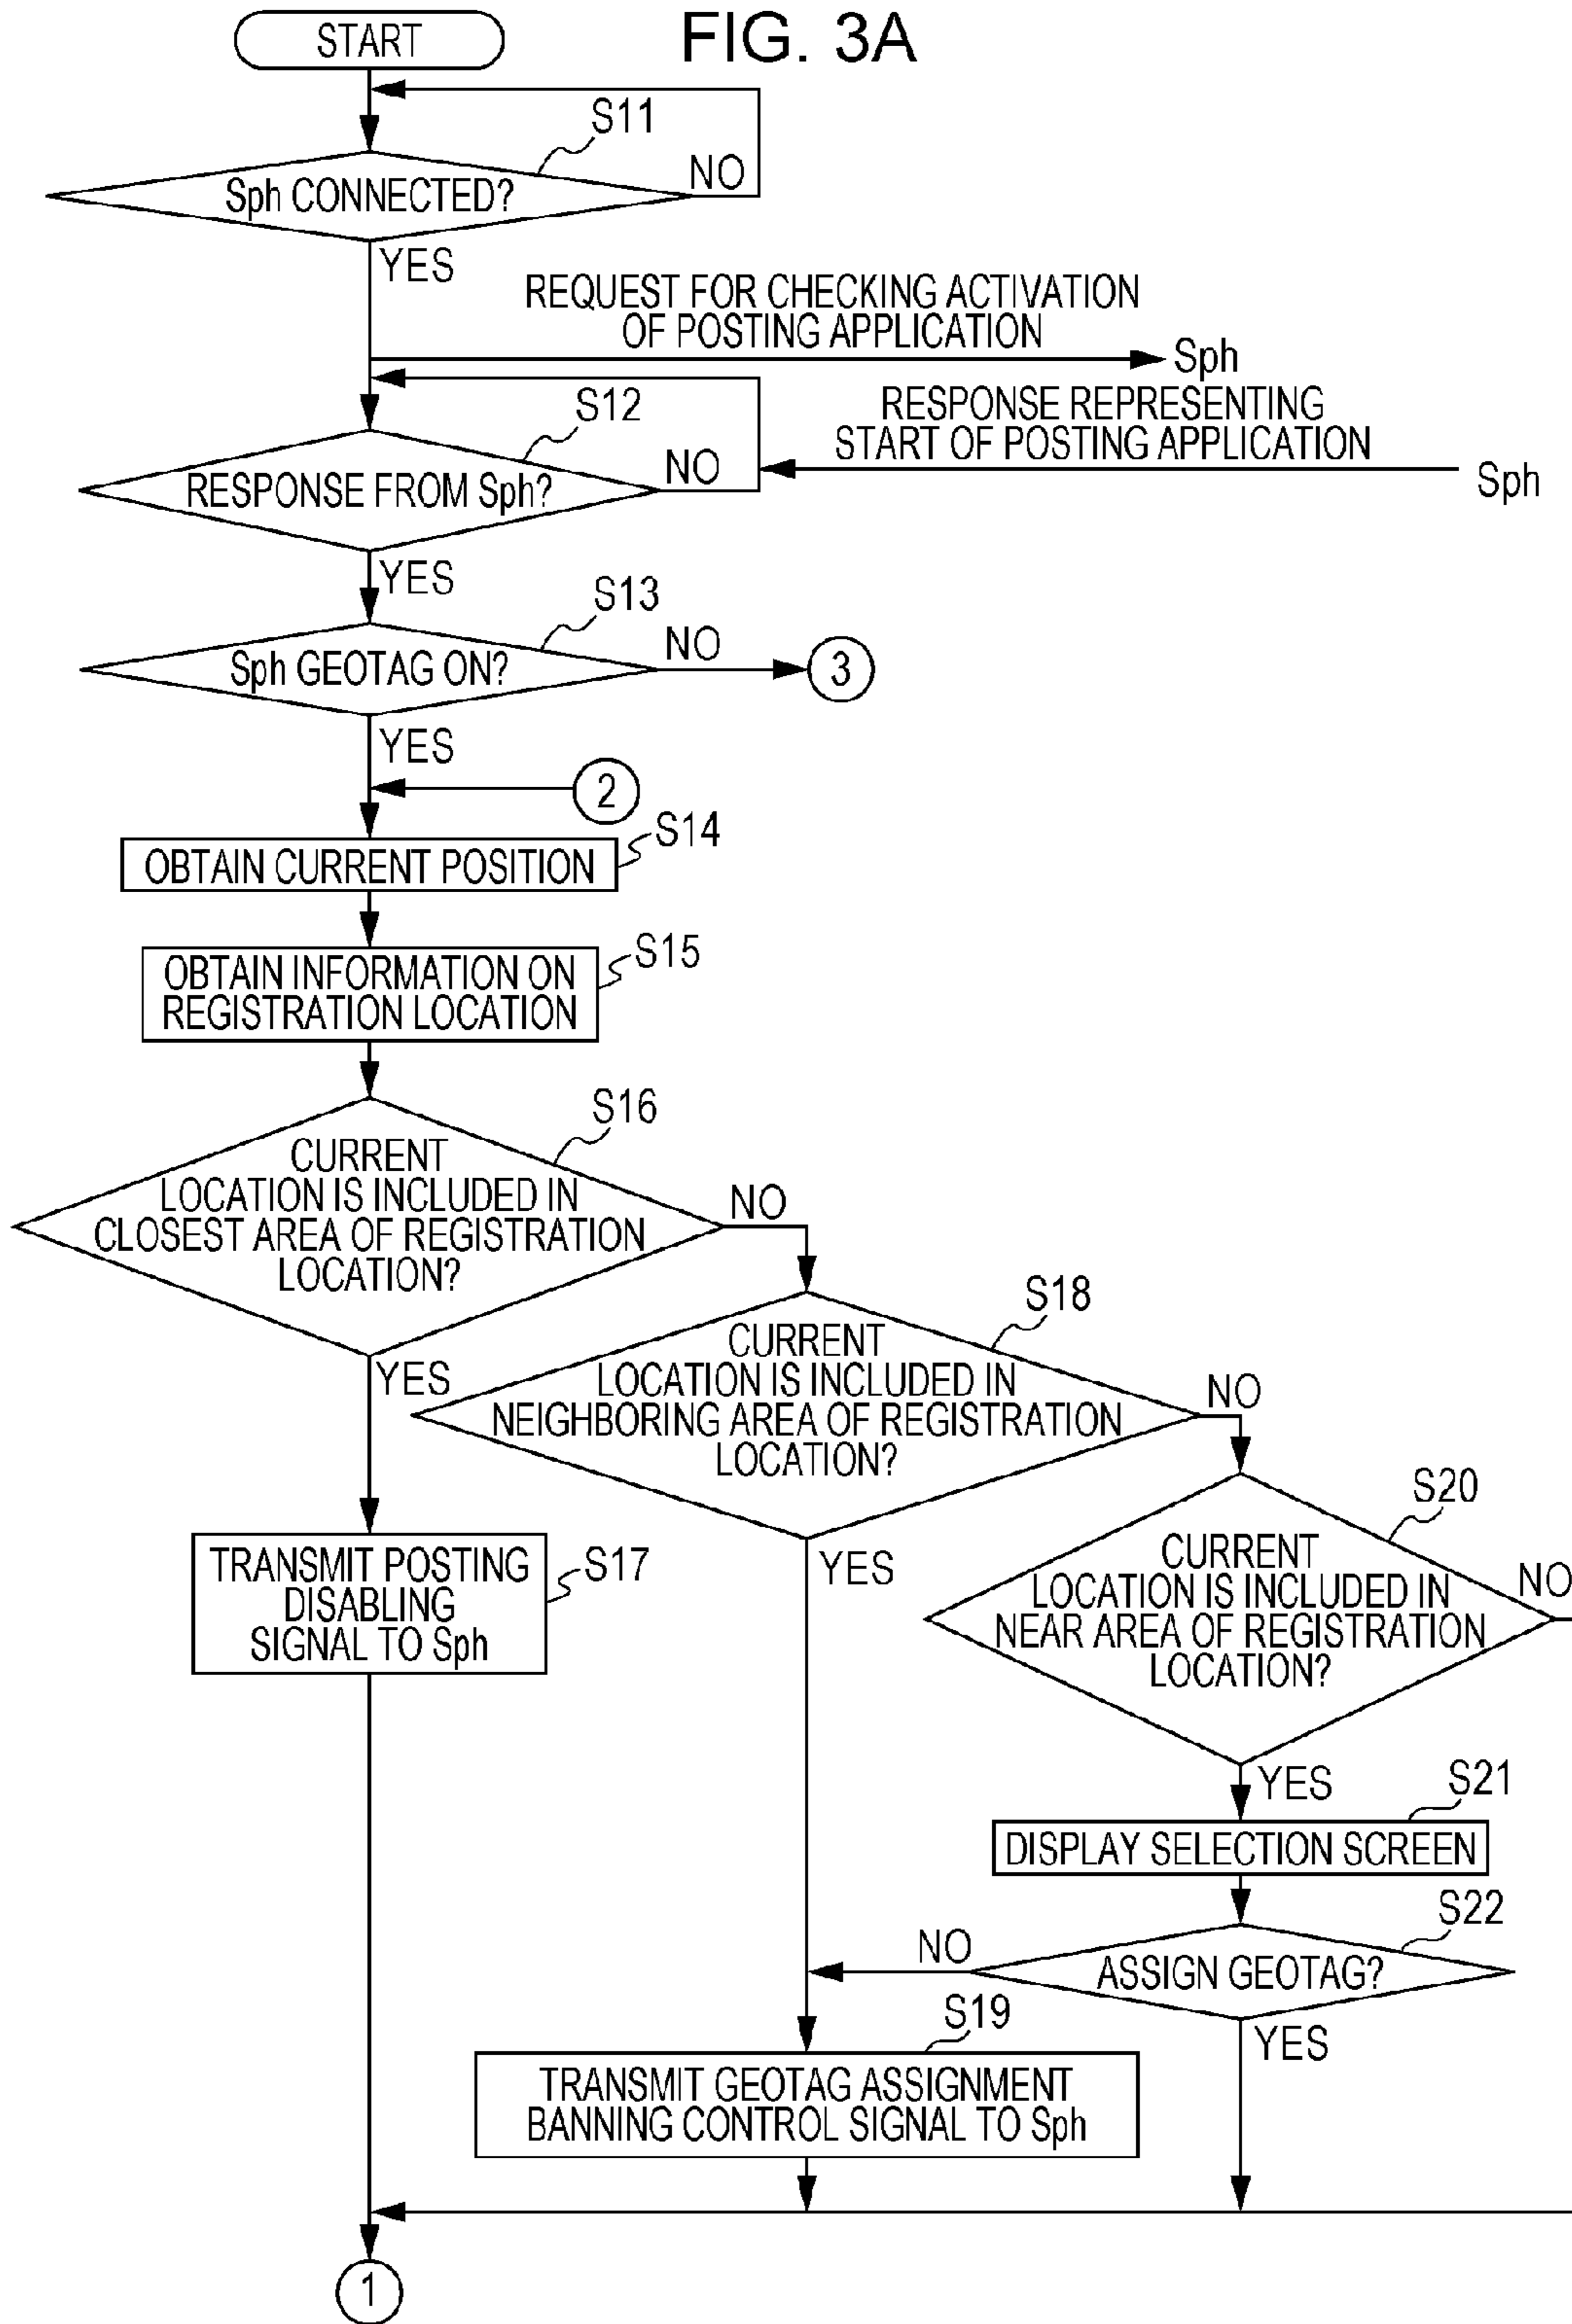 FIG. 3A
START
S11
Sph CONNECTED?
NO
YES
REQUEST FOR CHECKING ACTIVATION
OF POSTING APPLICATION
Sph
S12
RESPONSE REPRESENTING
START OF POSTING APPLICATION
Sph
RESPONSE FROM Sph?
NO
YES
S13
Sph GEOTAG ON?
NO
3
YES
2
S14
OBTAIN CURRENT POSITION
S15
OBTAIN INFORMATION ON
REGISTRATION LOCATION
S16
CURRENT
LOCATION IS INCLUDED IN
CLOSEST AREA OF REGISTRATION
LOCATION?
NO
YES
S18
CURRENT
LOCATION IS INCLUDED IN
NEIGHBORING AREA OF REGISTRATION
LOCATION?
NO
YES
S17
TRANSMIT POSTING
DISABLING
SIGNAL TO Sph
S20
CURRENT
LOCATION IS INCLUDED IN
NEAR AREA OF REGISTRATION
LOCATION?
NO
YES
S21
DISPLAY SELECTION SCREEN
S22
ASSIGN GEOTAG?
NO
YES
S19
TRANSMIT GEOTAG ASSIGNMENT
BANNING CONTROL SIGNAL TO Sph
1